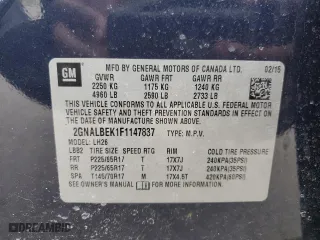 GM
MFD BY GENERAL MOTORS OF CANADA LTD. 02/15
GVWR GAWR FRT GAWR RR
2250 KG 1175 KG 1240 KG
4960 LB 2590 LB 2733 LB
THIS VEHICLE CONFORMS TO ALL APPLICABLE U.S. FEDERAL MOTOR
VEHICLE SAFETY
STANDARDS IN EFFECT ON THE DATE OF MANUFACTURE SHOWN ABOVE.
2GNALBEK1F1147837 TYPE: M.P.V.
MODEL: LH26
LBB2 TIRE SIZE SPEED RTG RIM COLD TIRE PRESSURE
FRT P225/65R17 T 17X7J 240KPA(35PSI)
RR P225/65R17 T 17X7J 240KPA(35PSI)
SPA T145/70R17 M 17X4.5T 420KPA(60PSI)
SEE OWNER'S MANUAL FOR ADDITIONAL INFORMATION